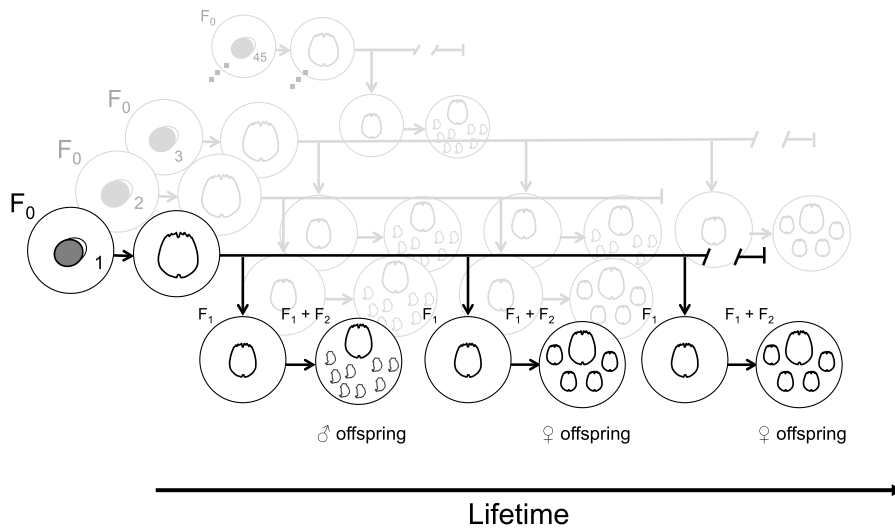 F0
45
F0
3
F0
2
F0
1
F1
F1 + F2
F1
F1 + F2
F1
F1 + F2
♂ offspring
♀ offspring
♀ offspring
Lifetime